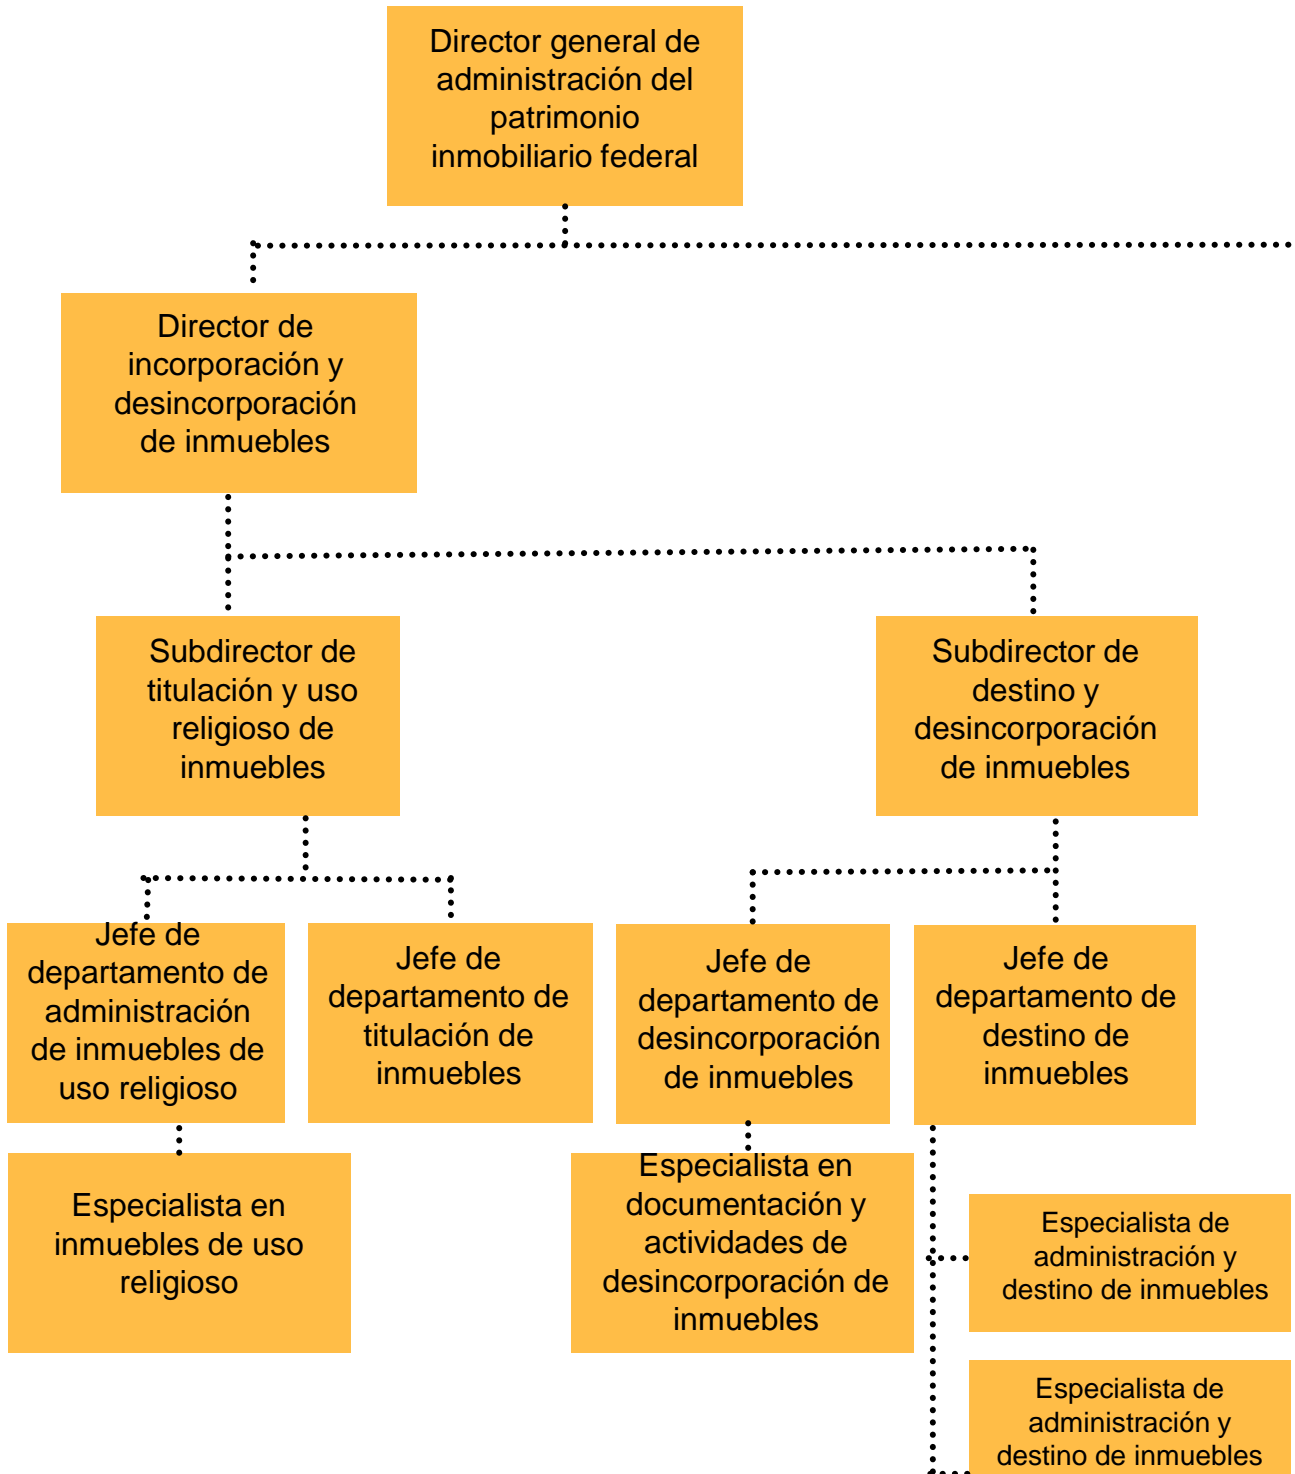 Director general de
administración del
patrimonio
inmobiliario federal
Director de
incorporación y
desincorporación
de inmuebles
Subdirector de
titulación y uso
religioso de
inmuebles
Subdirector de
destino y
desincorporación
de inmuebles
Jefe de
departamento de
administración
de inmuebles de
uso religioso
Jefe de
departamento de
titulación de
inmuebles
Jefe de
departamento de
desincorporación
de inmuebles
Jefe de
departamento de
destino de
inmuebles
Especialista en
inmuebles de uso
religioso
Especialista en
documentación y
actividades de
desincorporación de
inmuebles
Especialista de
administración y
destino de inmuebles
Especialista de
administración y
destino de inmuebles